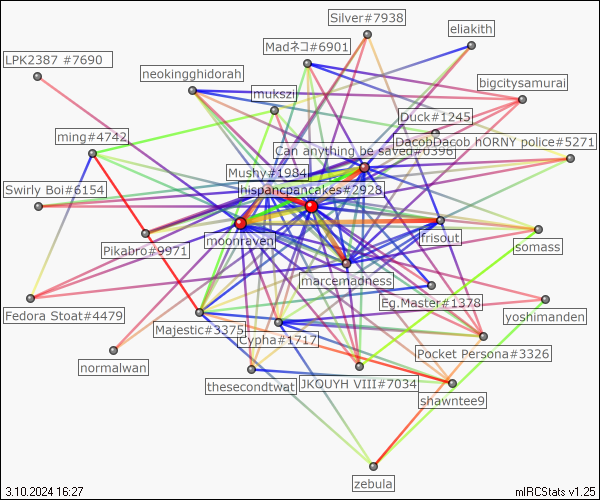 Silver#7938
eliakith
Madネコ#6901
LPK2387 #7690
neokingghidorah
bigcitysamurai
mukszi
Duck#1245
ming#4742
DacobDacob hORNY police#5271
Can anything be saved#0396
Mushy#1984
Swirly Boi#6154
hispancpancakes#2928
frisout
moonraven
somass
Pikabro#9971
marcemadness
Eg.Master#1378
yoshimanden
Fedora Stoat#4479
Majestic#3375
Cypha#1717
Pocket Persona#3326
normalwan
thesecondtwat
JKQUYH VIII#7034
shawntee9
zebula
3.10.2024 16:27
mIRCStats v1.25